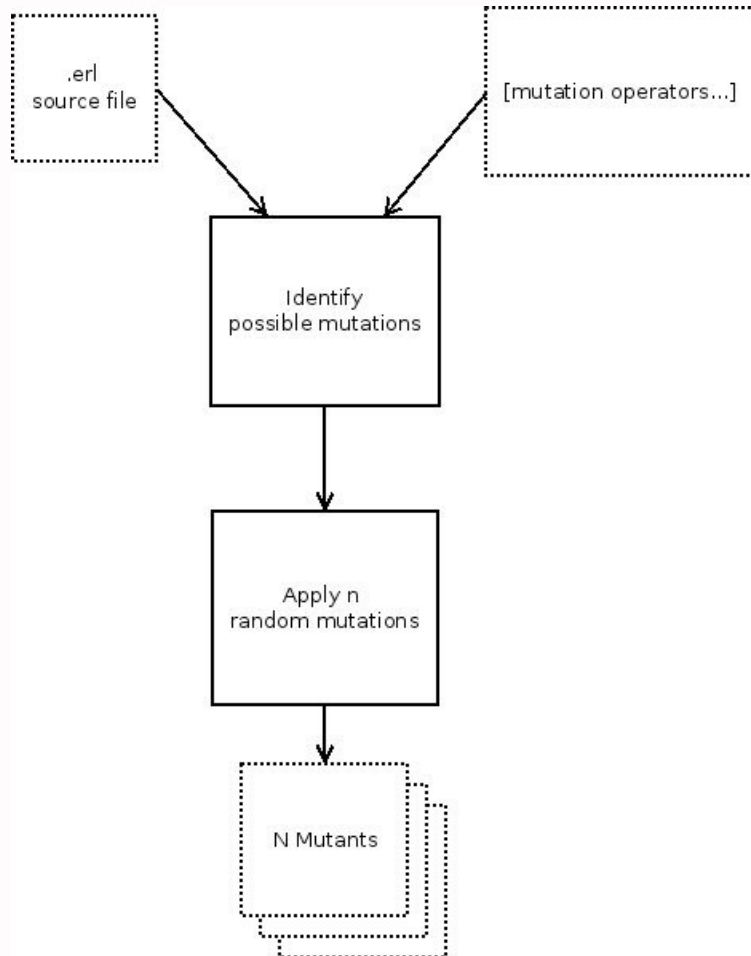 .erl
source file
[mutation operators...]
Identify
possible mutations
Apply n
random mutations
N Mutants